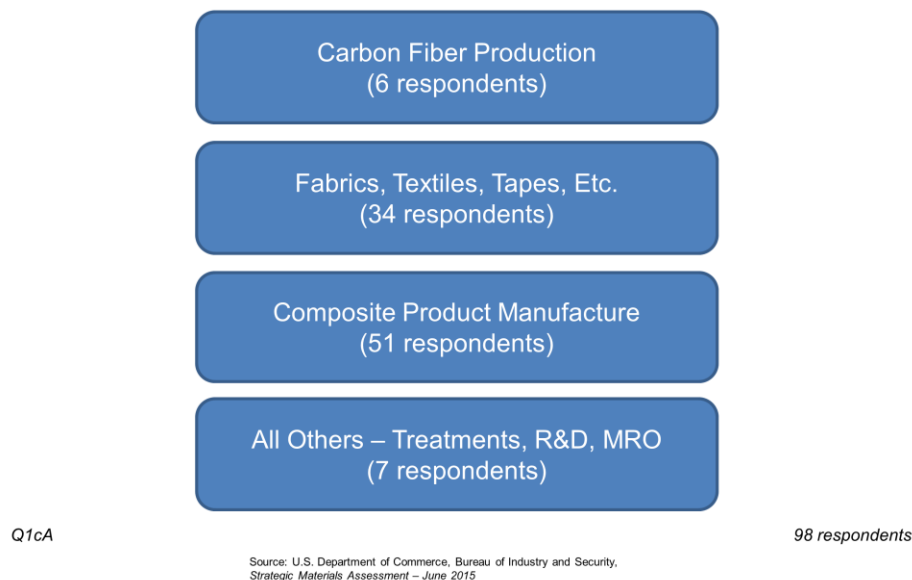 Carbon Fiber Production
(6 respondents)
Fabrics, Textiles, Tapes, Etc.
(34 respondents)
Composite Product Manufacture
(51 respondents)
All Others – Treatments, R&D, MRO
(7 respondents)
Q1cA
98 respondents
Source: U.S. Department of Commerce, Bureau of Industry and Security,
Strategic Materials Assessment – June 2015